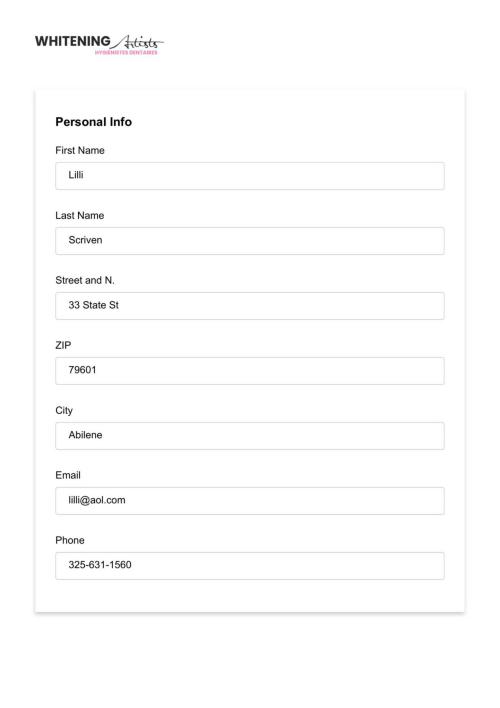 WHITENING Artists
HYGIÉNISTES DENTAIRES
Personal Info
First Name
Lilli
Last Name
Scriven
Street and N.
33 State St
ZIP
79601
City
Abilene
Email
lilli@aol.com
Phone
325-631-1560